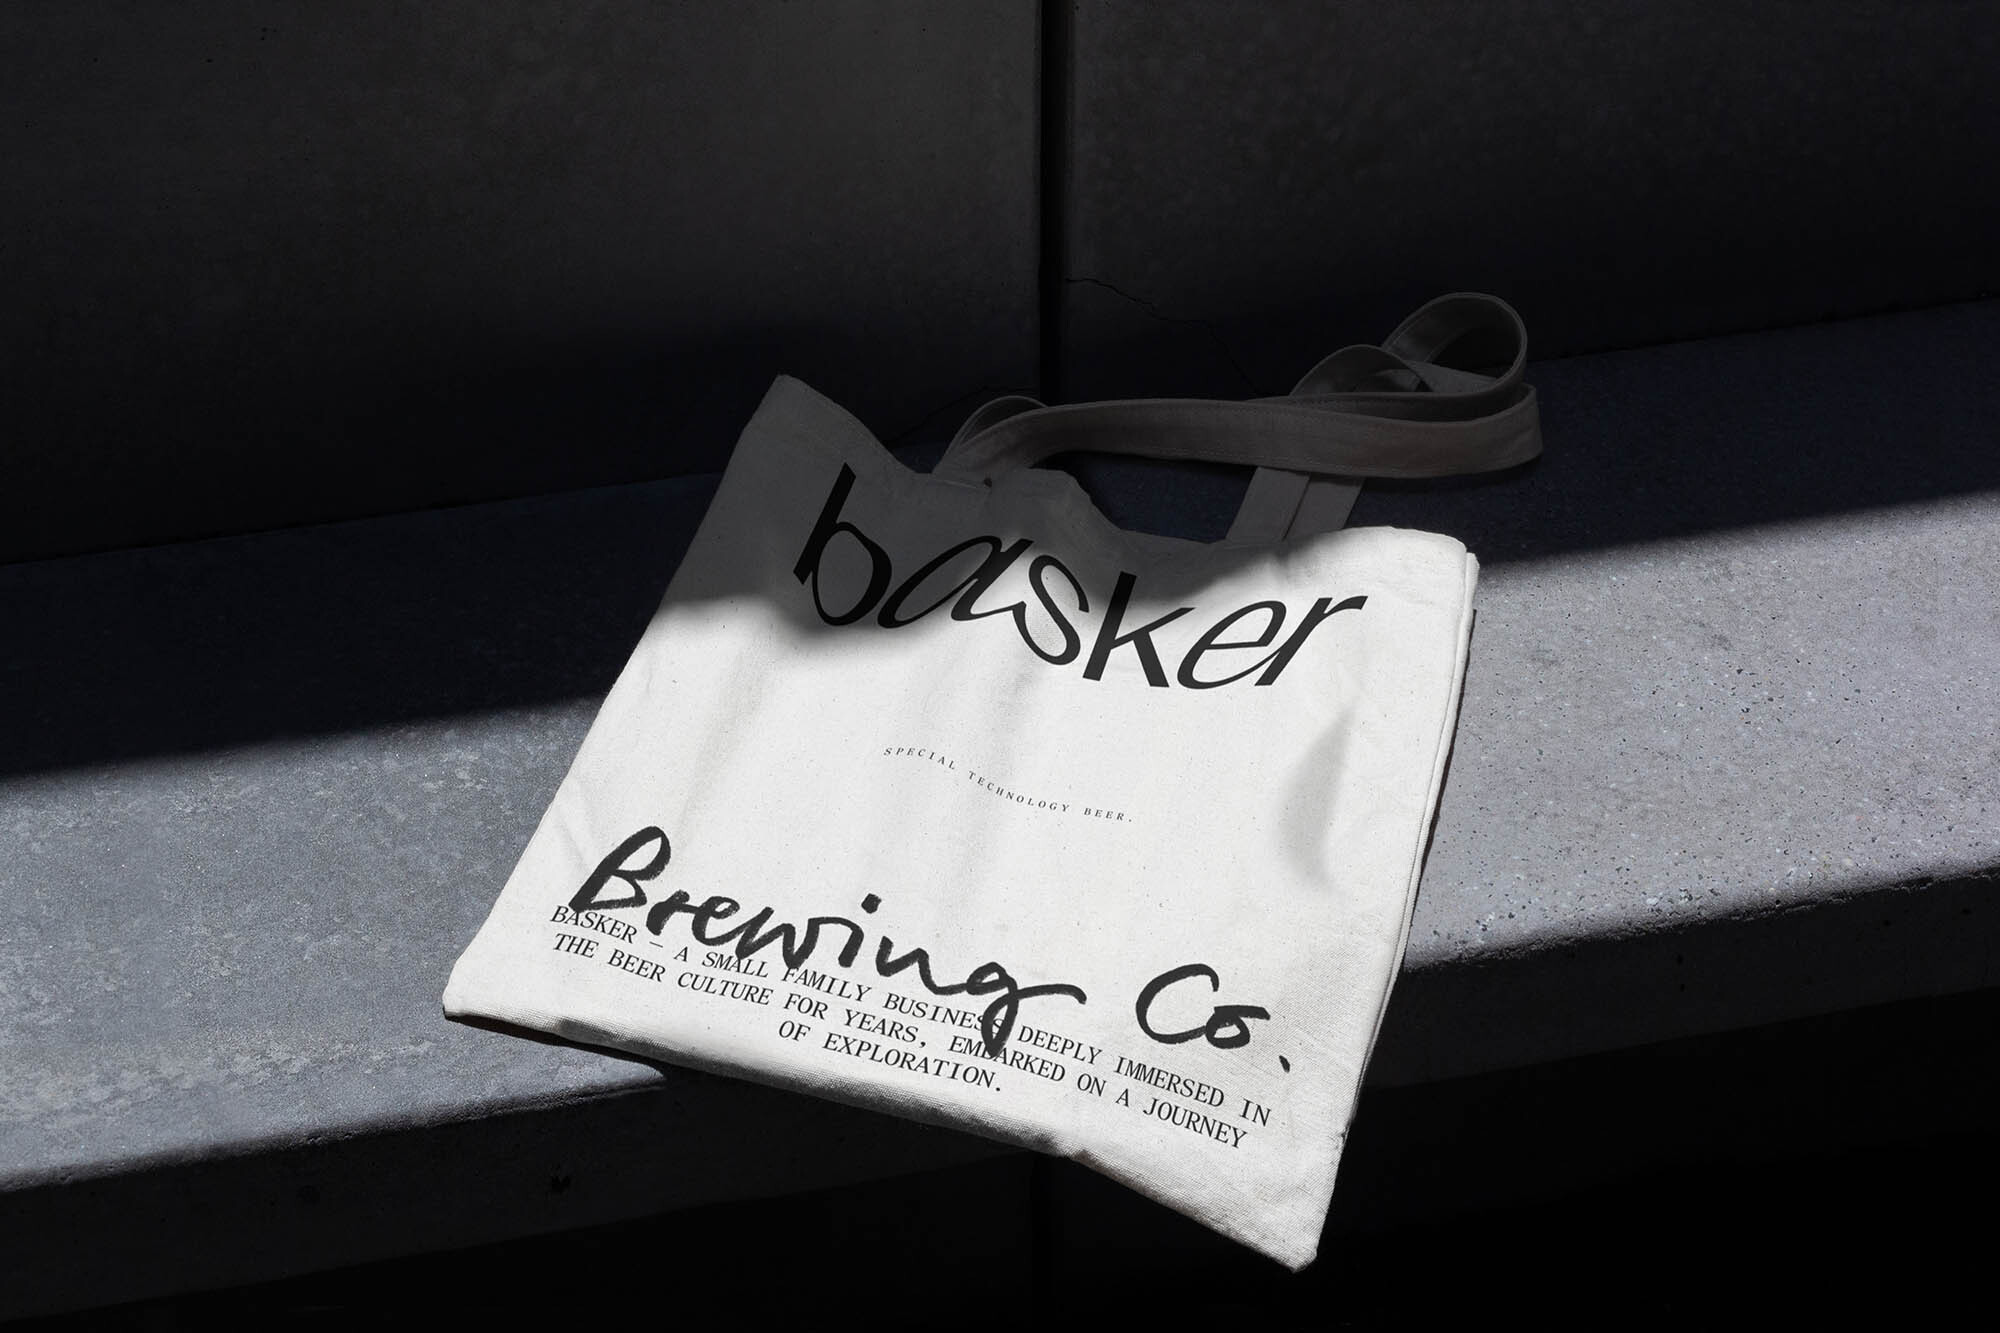 basker
SPECIAL TECHNOLOGY BEER.
Brewing Co.
BASKER — A SMALL FAMILY BUSINESS DEEPLY IMMERSED IN
THE BEER CULTURE FOR YEARS, EMBARKED ON A JOURNEY
OF EXPLORATION.